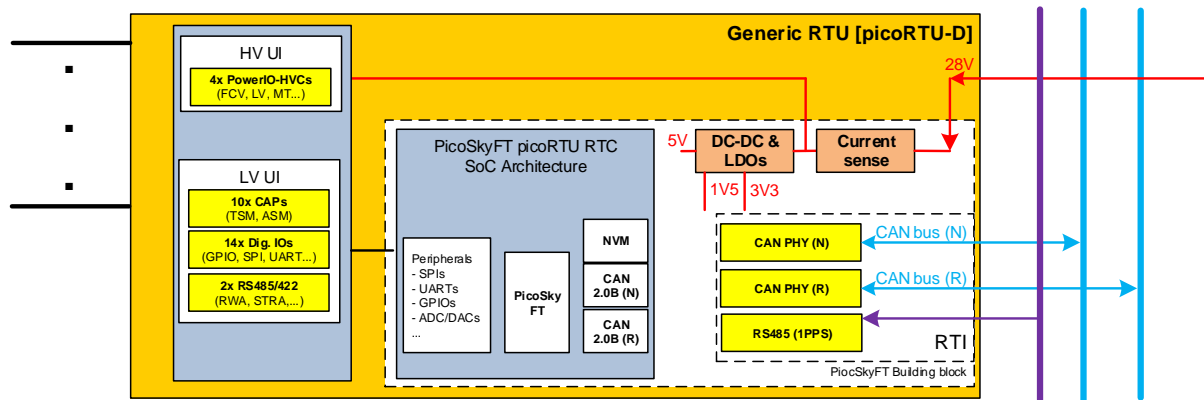 Generic RTU [picoRTU-D]
HV UI
4x PowerIO-HVCs
(FCV, LV, MT...)
LV UI
10x CAPs
(TSM, ASM)
14x Dig. IOs
(GPIO, SPI, UART...)
2x RS485/422
(RWA, STRA,...)
PicoSkyFT picoRTU RTC
SoC Architecture
Peripherals
- SPIs
- UARTs
- GPIOs
- ADC/DACs
...
PicoSky
FT
NVM
CAN
2.0B (N)
CAN
2.0B (R)
5V
DC-DC &
LDOs
Current
sense
28V
1V5
3V3
CAN PHY (N)
CAN PHY (R)
RS485 (1PPS)
RTI
PiocSkyFT Building block
CAN bus (N)
CAN bus (R)